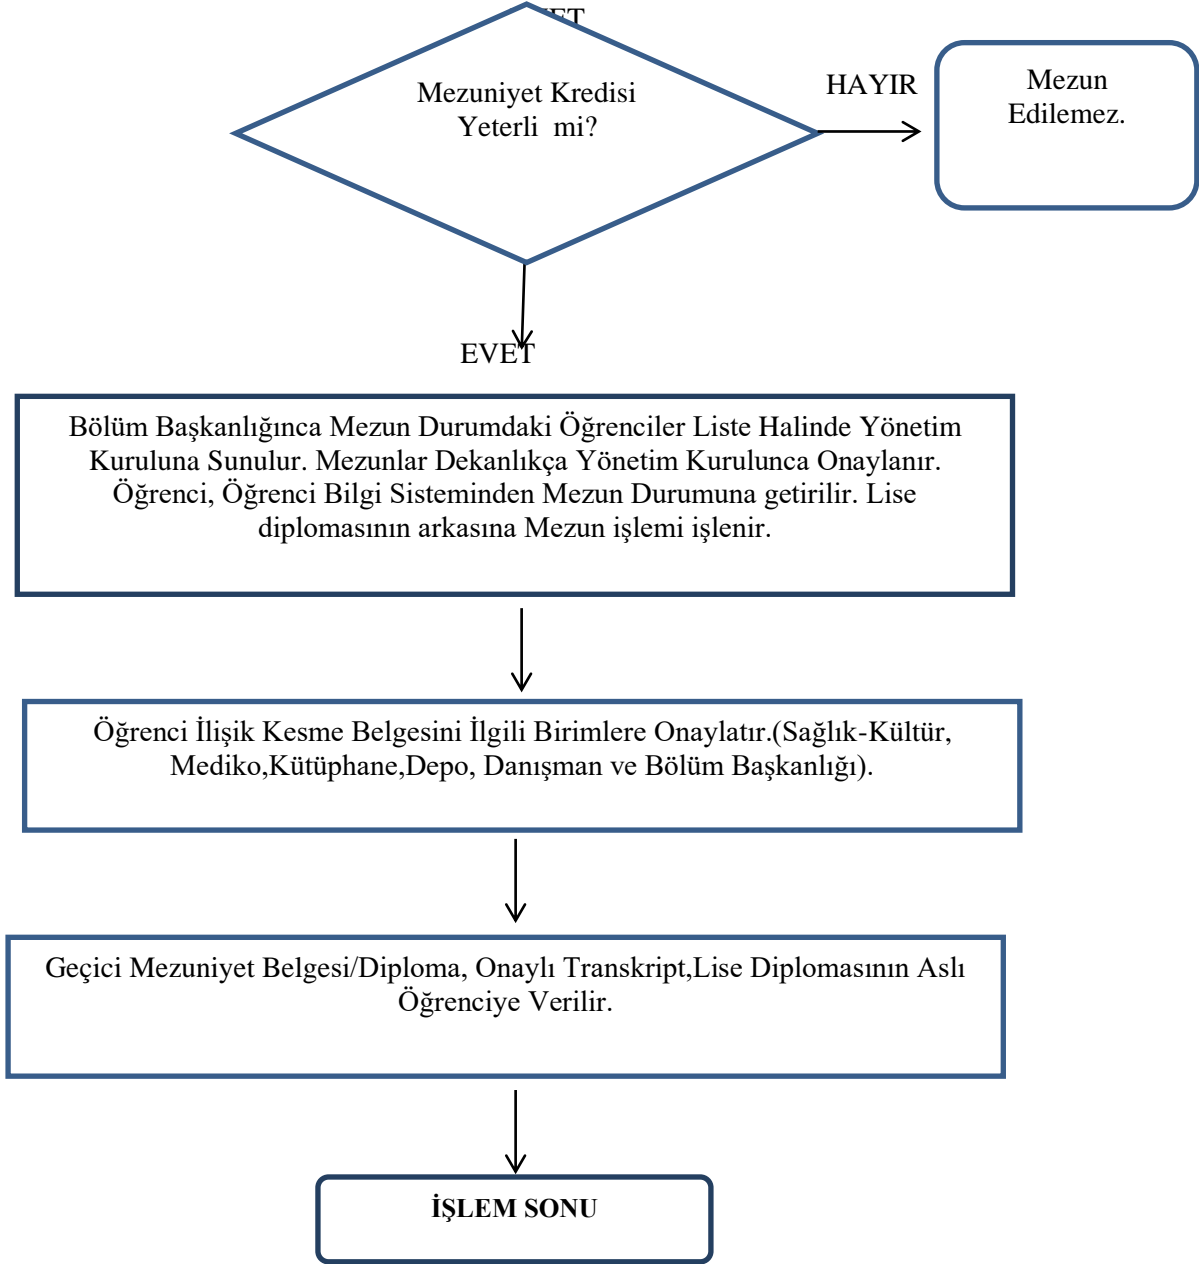 Mezuniyet Kredisi
Yeterli mi?
HAYIR
Mezun
Edilemez.
EVET
Bölüm Başkanlığınca Mezun Durumdaki Öğrenciler Liste Halinde Yönetim
Kuruluna Sunulur. Mezunlar Dekanlıkça Yönetim Kurulunca Onaylanır.
Öğrenci, Öğrenci Bilgi Sisteminden Mezun Durumuna getirilir. Lise
diplomasının arkasına Mezun işlemi işlenir.
Öğrenci İlişik Kesme Belgesini İlgili Birimlere Onaylatır.(Sağlık-Kültür,
Mediko,Kütüphane,Depo, Danışman ve Bölüm Başkanlığı).
Geçici Mezuniyet Belgesi/Diploma, Onaylı Transkript,Lise Diplomasının Aslı
Öğrenciye Verilir.
İŞLEM SONU